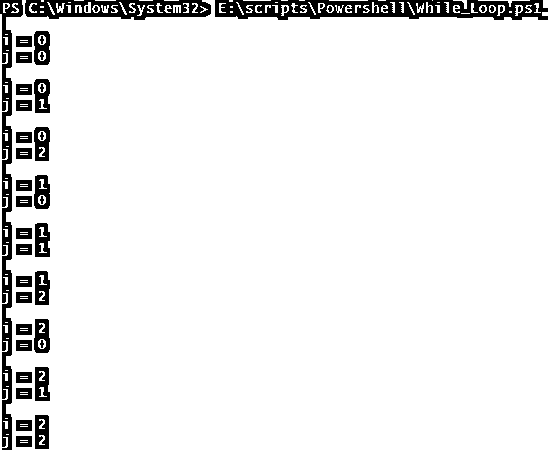 PS C:\Windows\System32> E:\scripts\Powershell\While_Loop.ps1
i = 0
j = 0
i = 0
j = 1
i = 0
j = 2
i = 1
j = 0
i = 1
j = 1
i = 1
j = 2
i = 2
j = 0
i = 2
j = 1
i = 2
j = 2